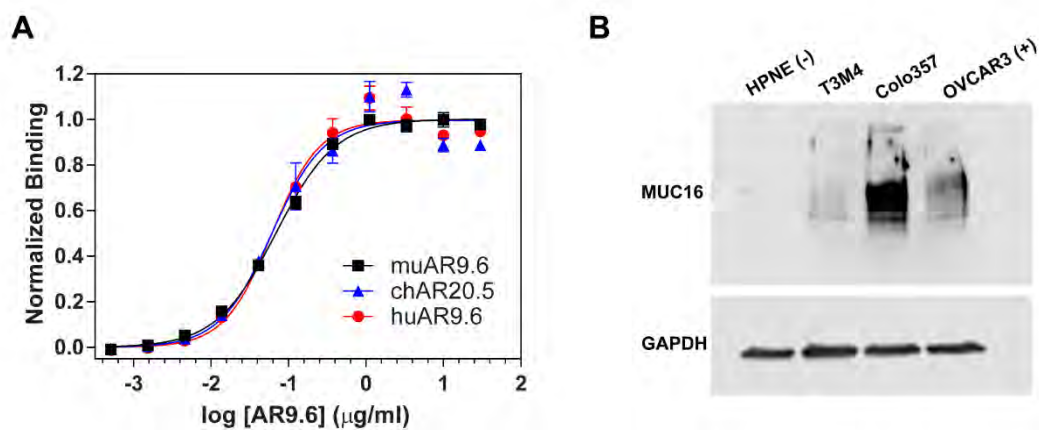 A
Normalized Binding
1.2
1.0
0.8
0.6
0.4
0.2
0.0
muAR9.6
chAR20.5
huAR9.6
-3 -2 -1 0 1 2
log [AR9.6] (μg/ml)
B
HPNE (-) T3M4 Colo357 OVCAR3 (+)
MUC16
GAPDH